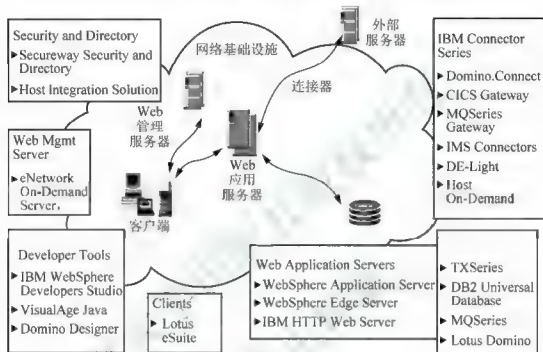 Security and Directory
▶Secureway Security and
Directory
▶Host Integration Solution
Web Mgmt
Server
▶eNetwork
On-Demand
Server,
Developer Tools
▶IBM WebSphere
Developers Studio
▶VisualAge Java
▶Domino Designer
网络基础设施
Web
管理
服务器
Web
应用
服务器
客户端
连接器
外部
服务器
Clients
▶Lotus
eSuite
Web Application Servers
▶WebSphere Application Server
▶WebSphere Edge Server
▶IBM HTTP Web Server
IBM Connector
Series
▶Domino.Connect
▶CICS Gateway
▶MQSeries
Gateway
▶IMS Connectors
▶DE-Light
▶Host
On-Demand
▶TXSeries
▶DB2 Universal
Database
▶MQSeries
▶Lotus Domino